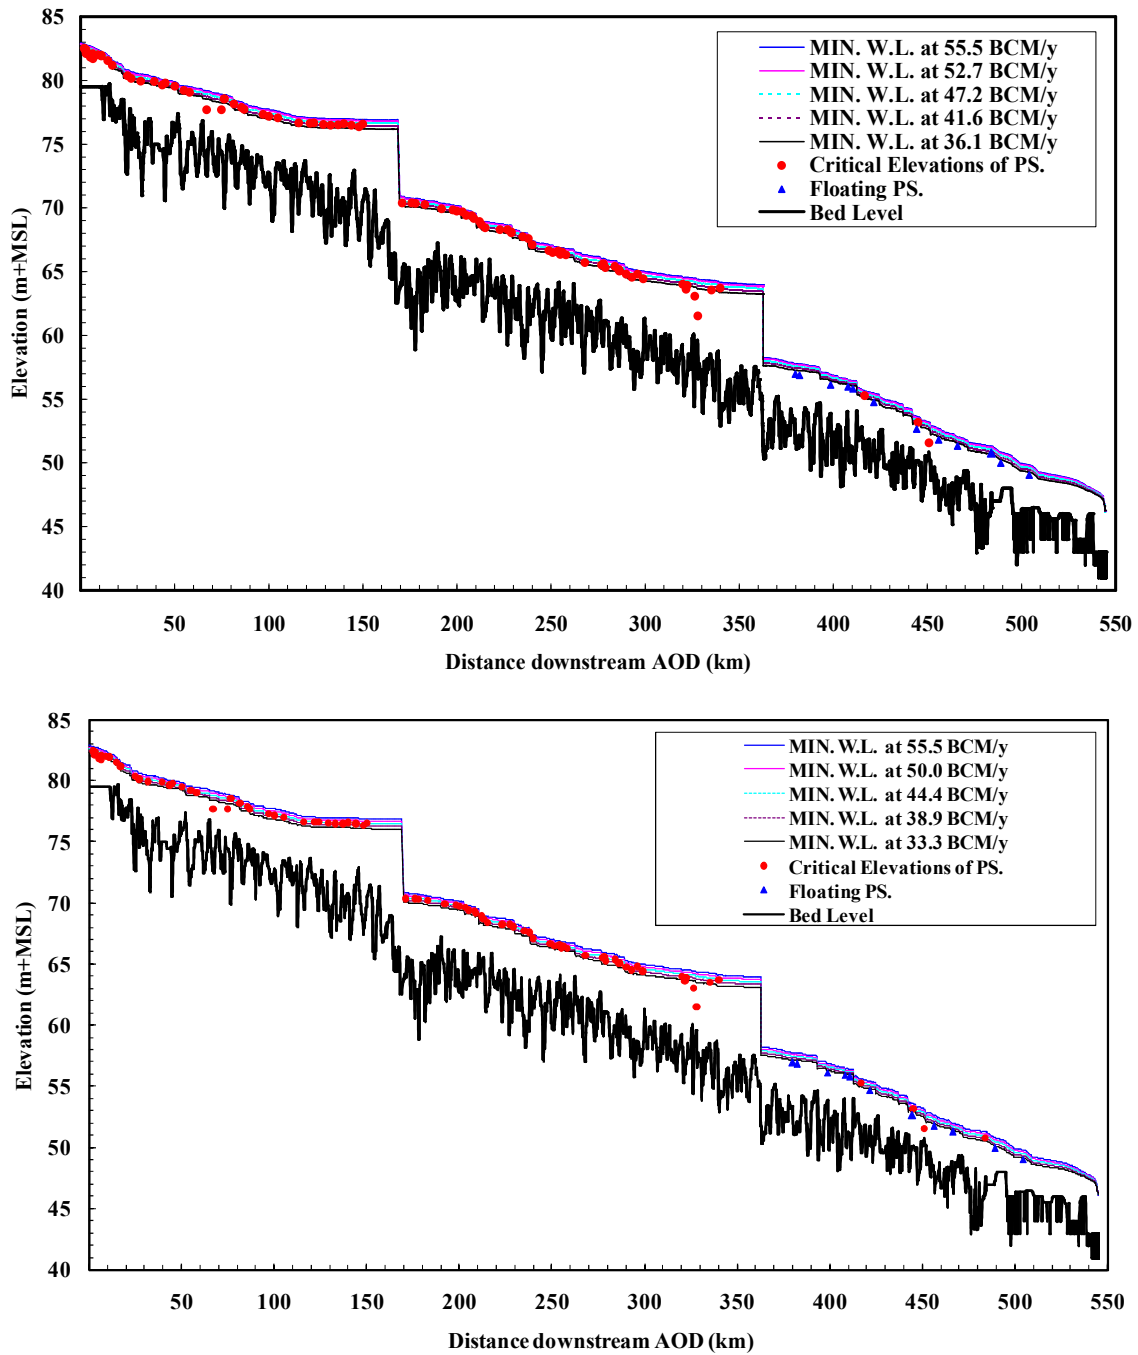 85
80
75
70
65
60
55
50
45
40
Elevation (m+MSL)
MIN. W.L. at 55.5 BCM/y
MIN. W.L. at 52.7 BCM/y
MIN. W.L. at 47.2 BCM/y
MIN. W.L. at 41.6 BCM/y
MIN. W.L. at 36.1 BCM/y
Critical Elevations of PS.
Floating PS.
Bed Level
50 100 150 200 250 300 350 400 450 500 550
Distance downstream AOD (km)
85
80
75
70
65
60
55
50
45
40
Elevation (m+MSL)
MIN. W.L. at 55.5 BCM/y
MIN. W.L. at 50.0 BCM/y
MIN. W.L. at 44.4 BCM/y
MIN. W.L. at 38.9 BCM/y
MIN. W.L. at 33.3 BCM/y
Critical Elevations of PS.
Floating PS.
Bed Level
50 100 150 200 250 300 350 400 450 500 550
Distance downstream AOD (km)